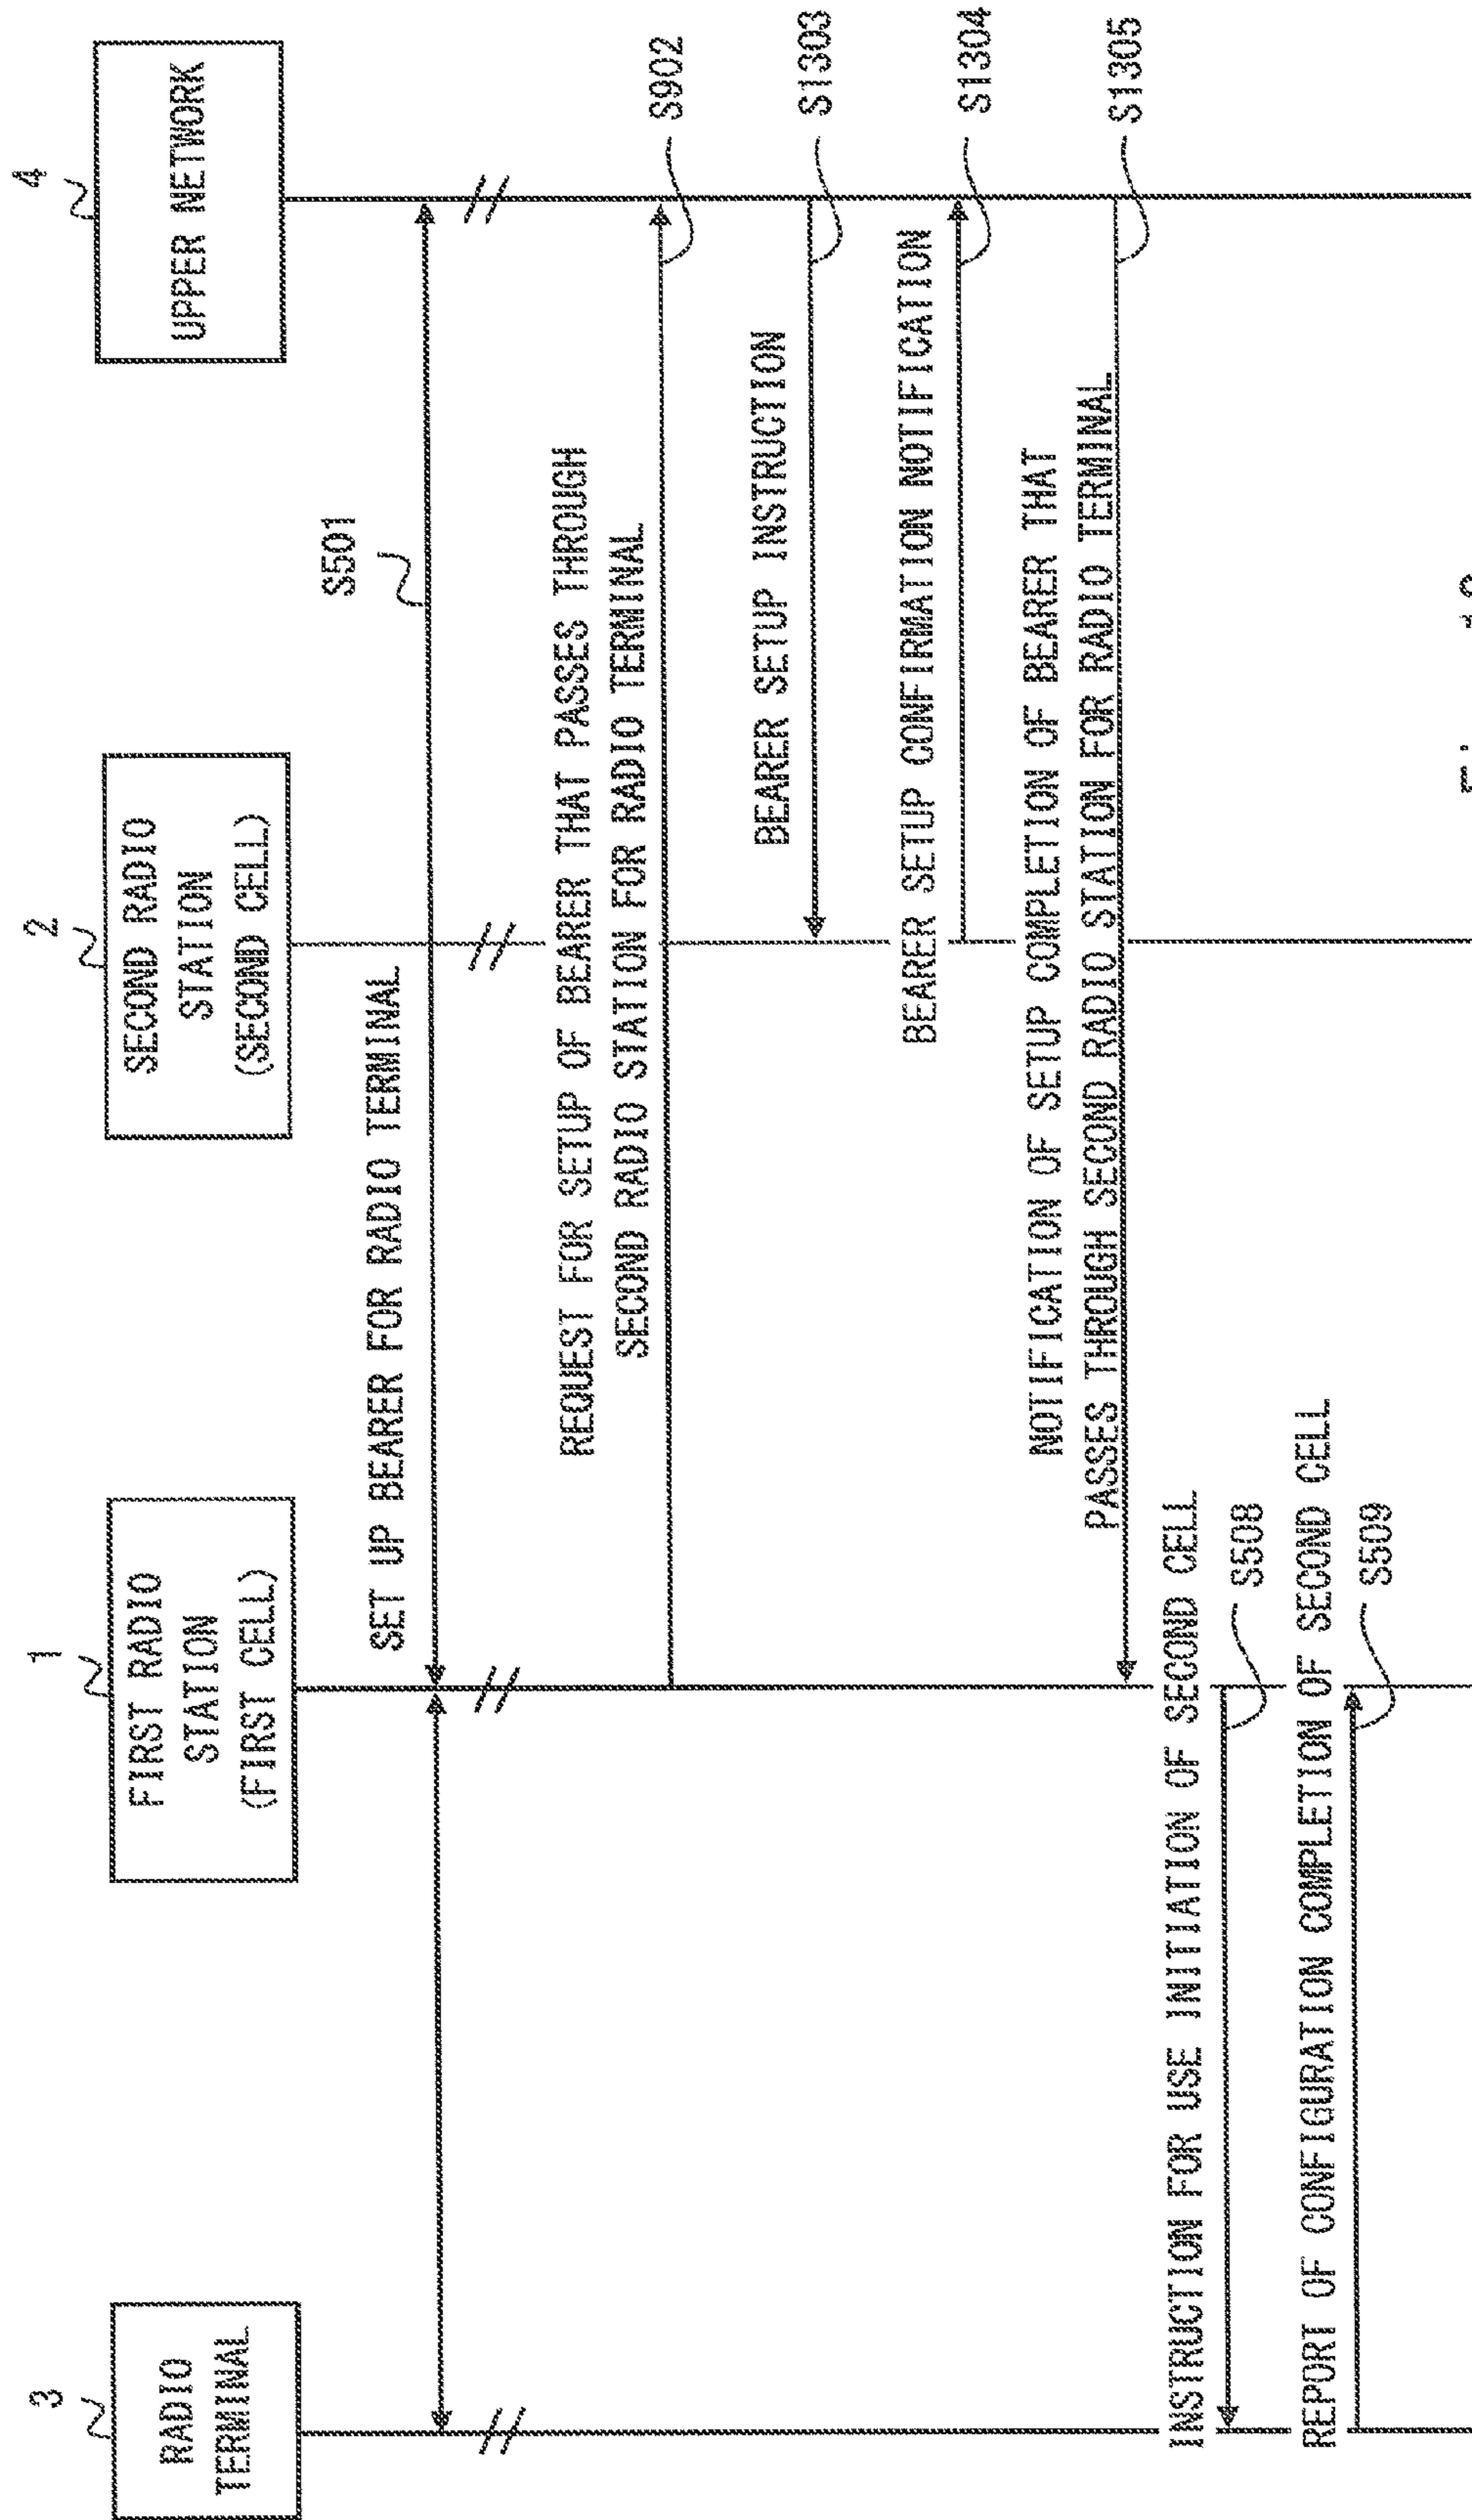 3
RADIO
TERMINAL
1
FIRST RADIO
STATION
(FIRST CELL)
2
SECOND RADIO
STATION
(SECOND CELL)
4
UPPER NETWORK
SET UP BEARER FOR RADIO TERMINAL
S501
REQUEST FOR SETUP OF BEARER THAT PASSES THROUGH
SECOND RADIO STATION FOR RADIO TERMINAL
S902
BEARER SETUP INSTRUCTION
S1303
BEARER SETUP CONFIRMATION NOTIFICATION
S1304
NOTIFICATION OF SETUP COMPLETION OF BEARER THAT
PASSES THROUGH SECOND RADIO STATION FOR RADIO TERMINAL
S1305
INSTRUCTION FOR USE INITIATION OF SECOND CELL
S508
REPORT OF CONFIGURATION COMPLETION OF SECOND CELL
S509